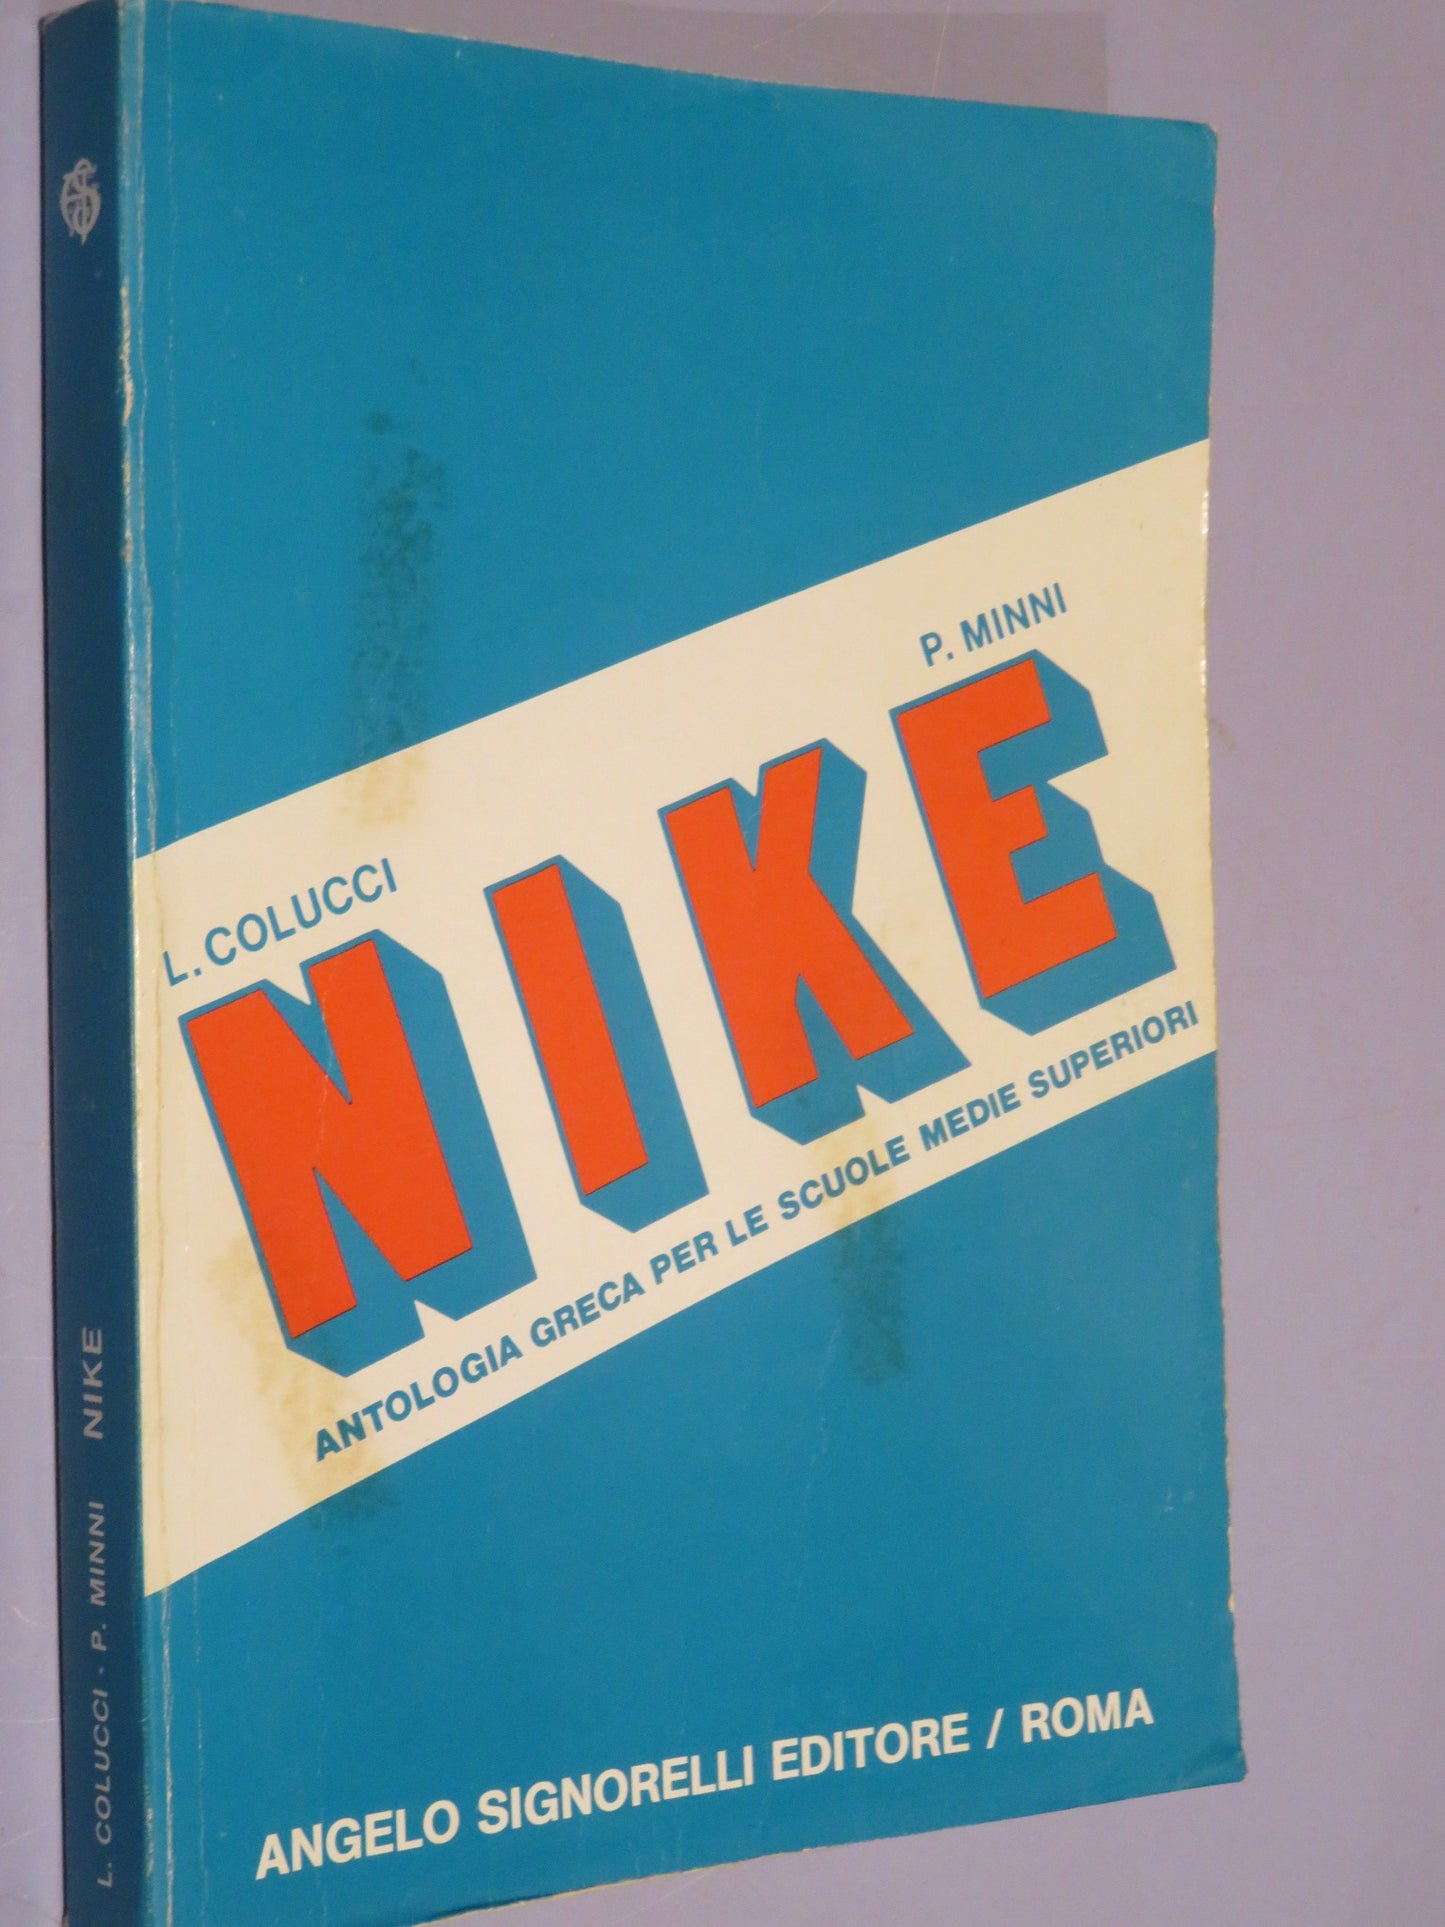 L. COLUCCI
P. MINNI
NIKE
ANTOLOGIA GRECA PER LE SCUOLE MEDIE SUPERIORI
ANGELO SIGNORELLI EDITORE / ROMA
L. COLUCCI - P. MINNI NIKE